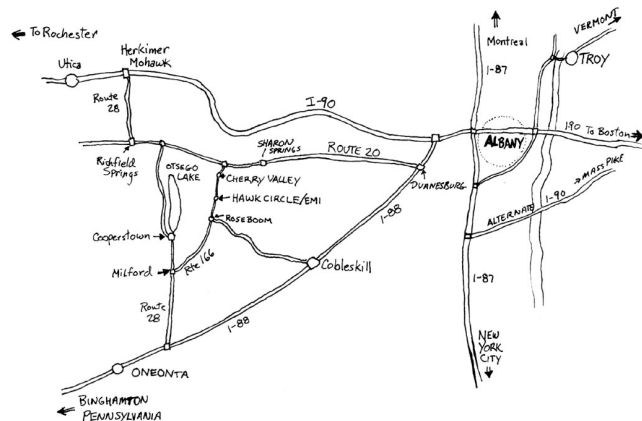 ← To Rochester
Herkimer
Mohawk
Utica
Route
28
I-90
Montreal
I-87
VERMONT
TROY
ALBANY
I90 To Boston
MASS PIKE
ALTERNATE I-90
I-87
NEW
YORK
CITY
Richfield
Springs
OTSEGO
LAKE
SHARON
SPRINGS
ROUTE 20
CHERRY VALLEY
HAWK CIRCLE/EMI
ROSEBOOM
DUANESBURG
I-88
Cooperstown
Milford
Rte 166
Cobleskill
Route
28
I-88
ONEONTA
BINGHAMTON
PENNSYLVANIA